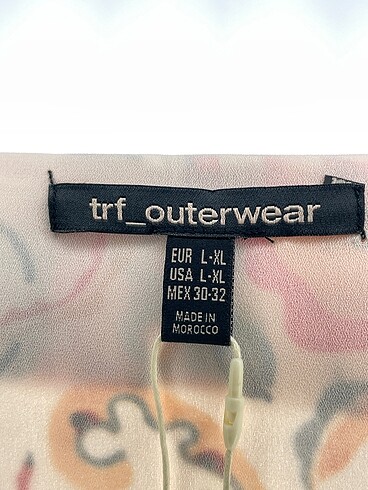 trf_outerwear
EUR L-XL
USA L-XL
MEX 30-32
MADE IN
MOROCCO